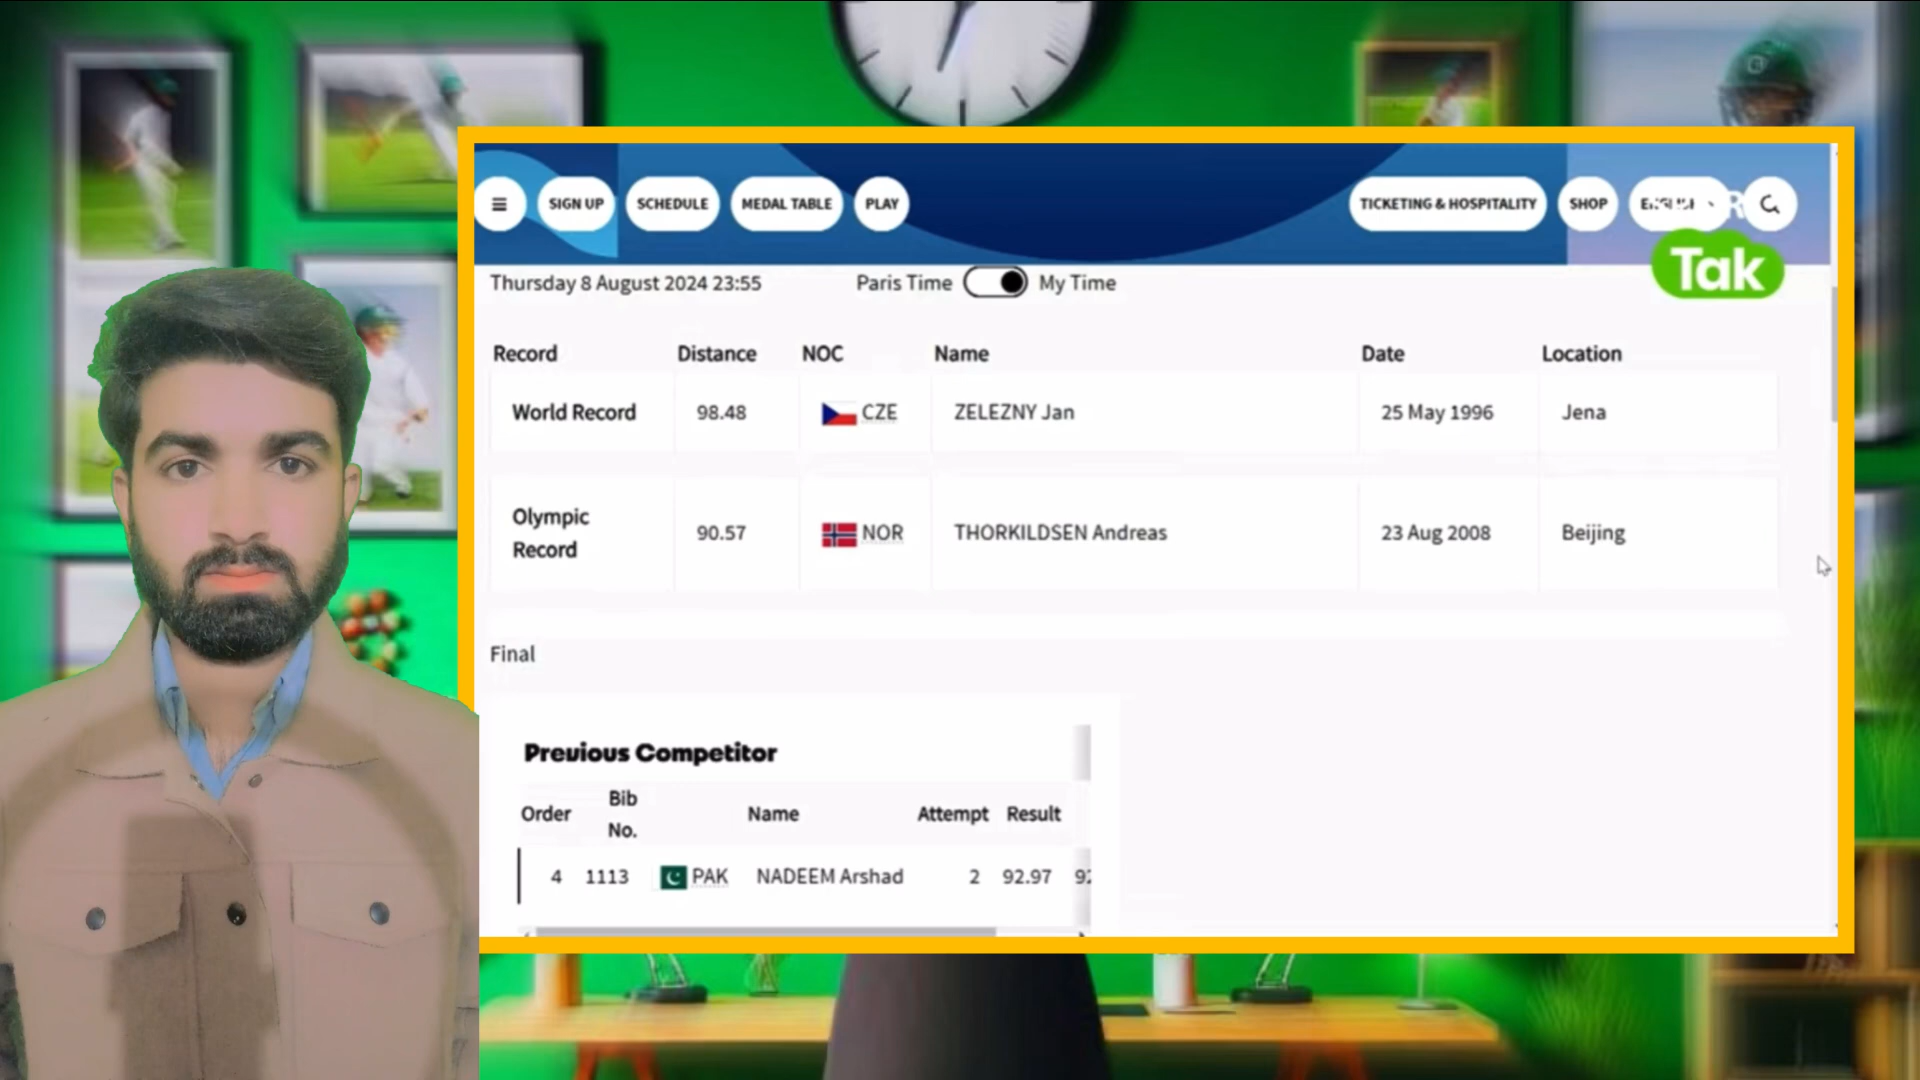 SIGN UP SCHEDULE MEDAL TABLE PLAY TICKETING & HOSPITALITY SHOP
Tak
Thursday 8 August 2024 23:55 Paris Time My Time
Record Distance NOC Name Date Location
World Record 98.48 CZE ZELEZNY Jan 25 May 1996 Jena
Olympic
Record 90.57 NOR THORKILDSEN Andreas 23 Aug 2008 Beijing
Final
Previous Competitor
Order Bib No. Name Attempt Result
4 1113 PAK NADEEM Arshad 2 92.97